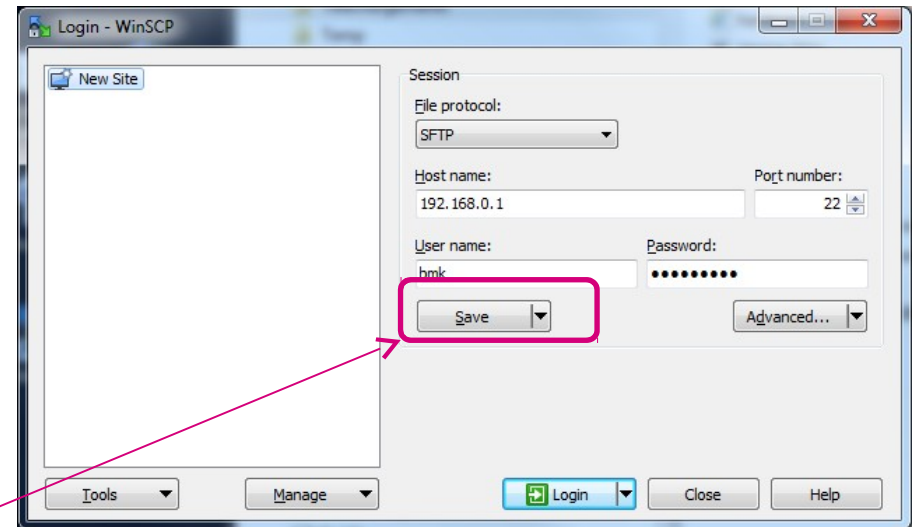 Login - WinSCP
New Site
Session
File protocol:
SFTP
Host name:
Port number:
192.168.0.1
22
User name:
Password:
bmk
•••••••••
Save
Advanced...
Tools
Manage
Login
Close
Help